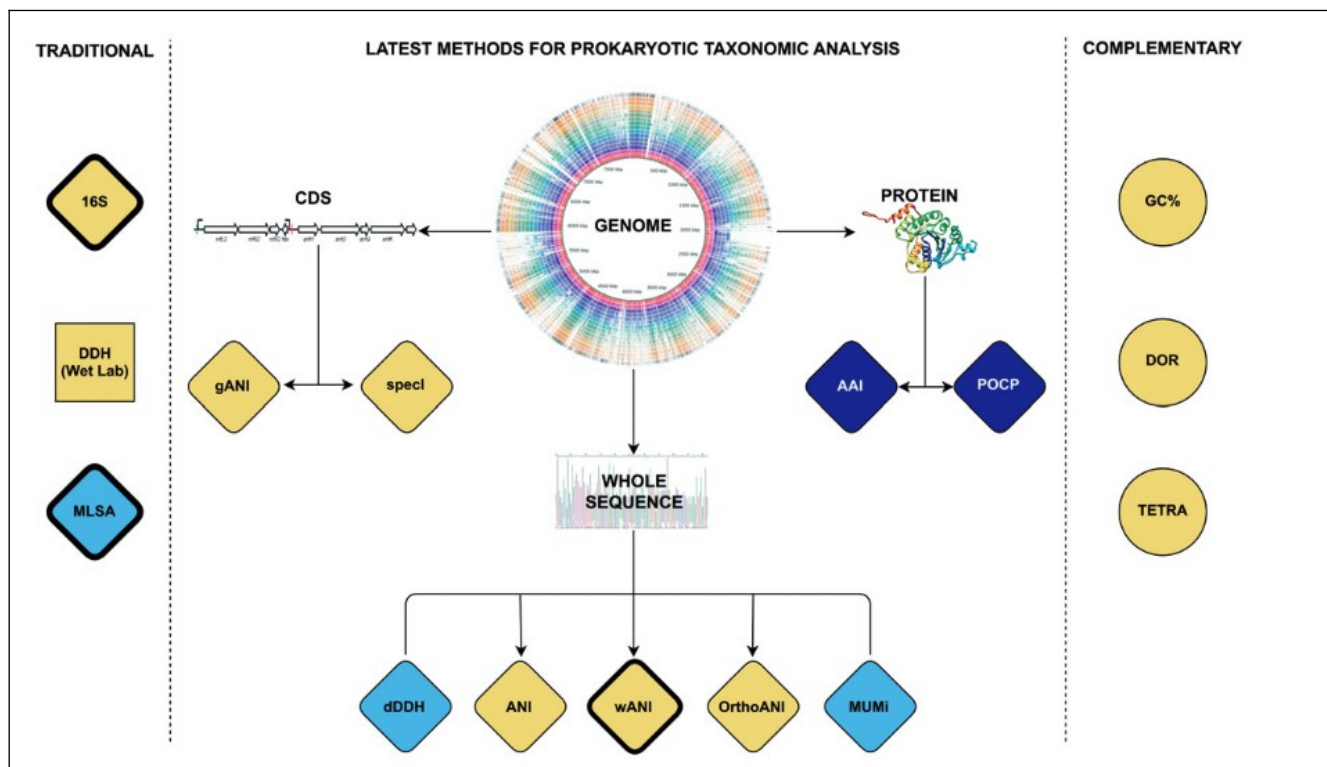 TRADITIONAL
LATEST METHODS FOR PROKARYOTIC TAXONOMIC ANALYSIS
COMPLEMENTARY
16S
DDH
(Wet Lab)
MLSA
CDS
GENOME
PROTEIN
gANI
specI
AAI
POCP
WHOLE
SEQUENCE
dDDH
ANI
wANI
OrthoANI
MUMi
GC%
DOR
TETRA